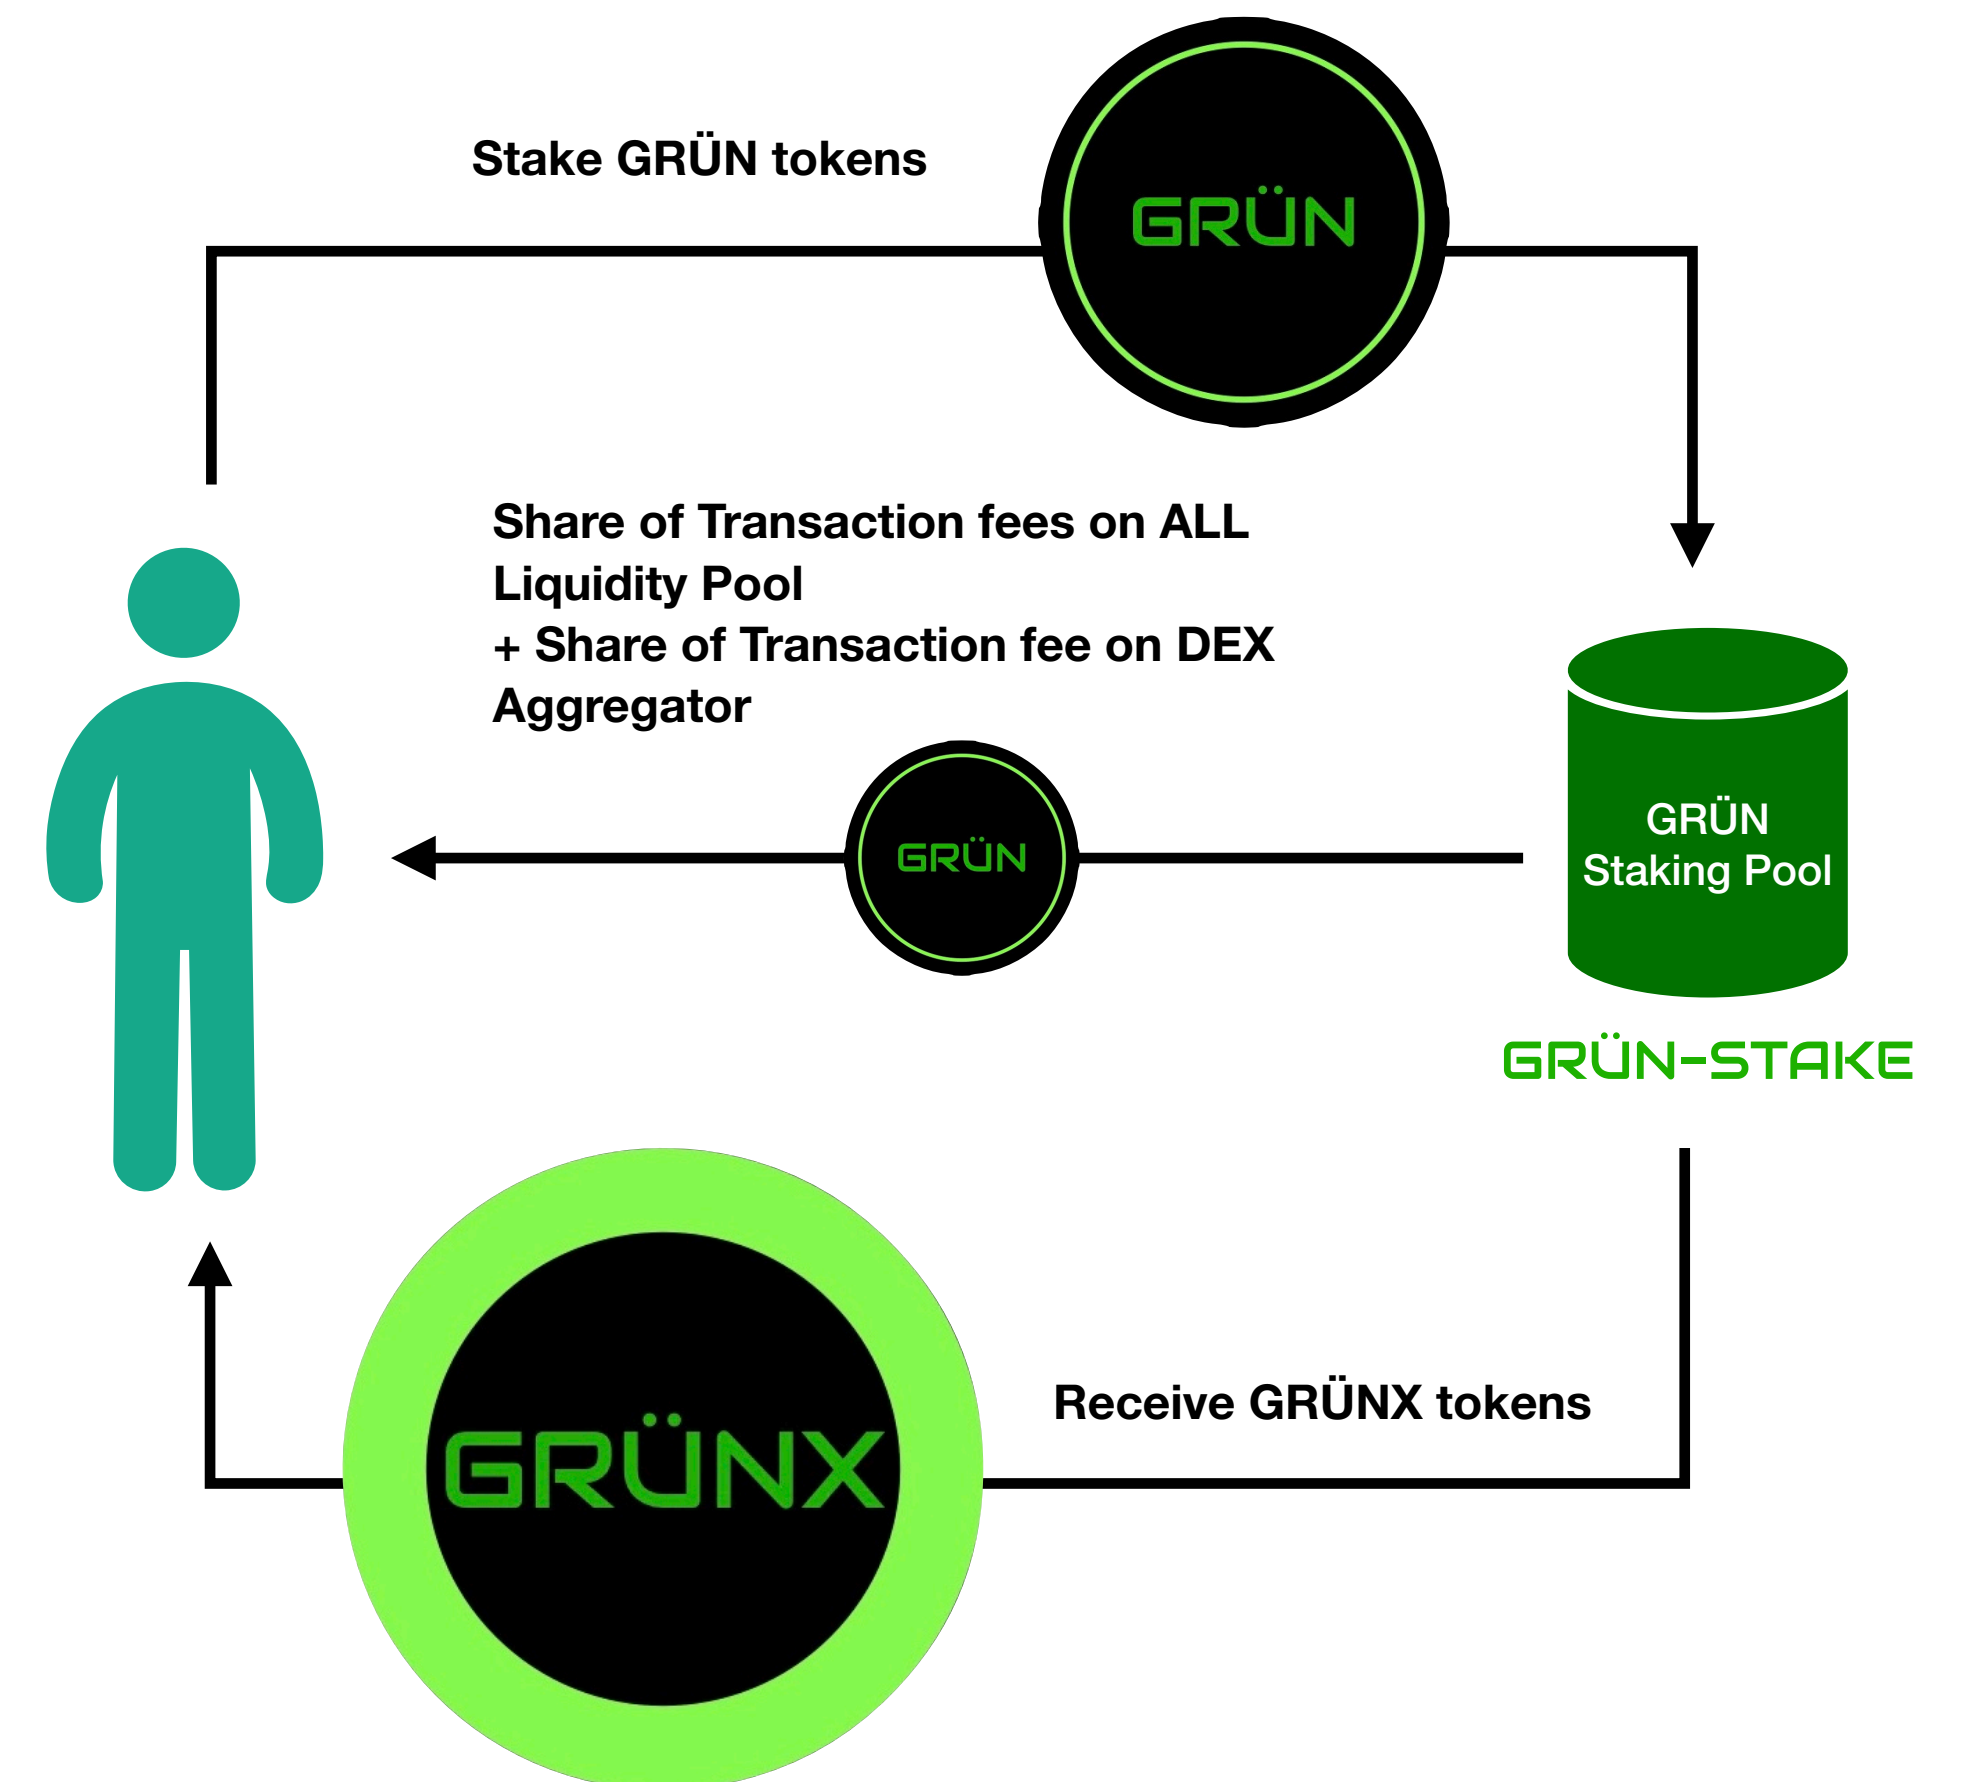 Stake GRÜN tokens
GRÜN
Share of Transaction fees on ALL
Liquidity Pool
+ Share of Transaction fee on DEX
Aggregator
GRÜN
GRÜN
Staking Pool
GRÜN-STAKE
Receive GRÜNX tokens
GRÜNX